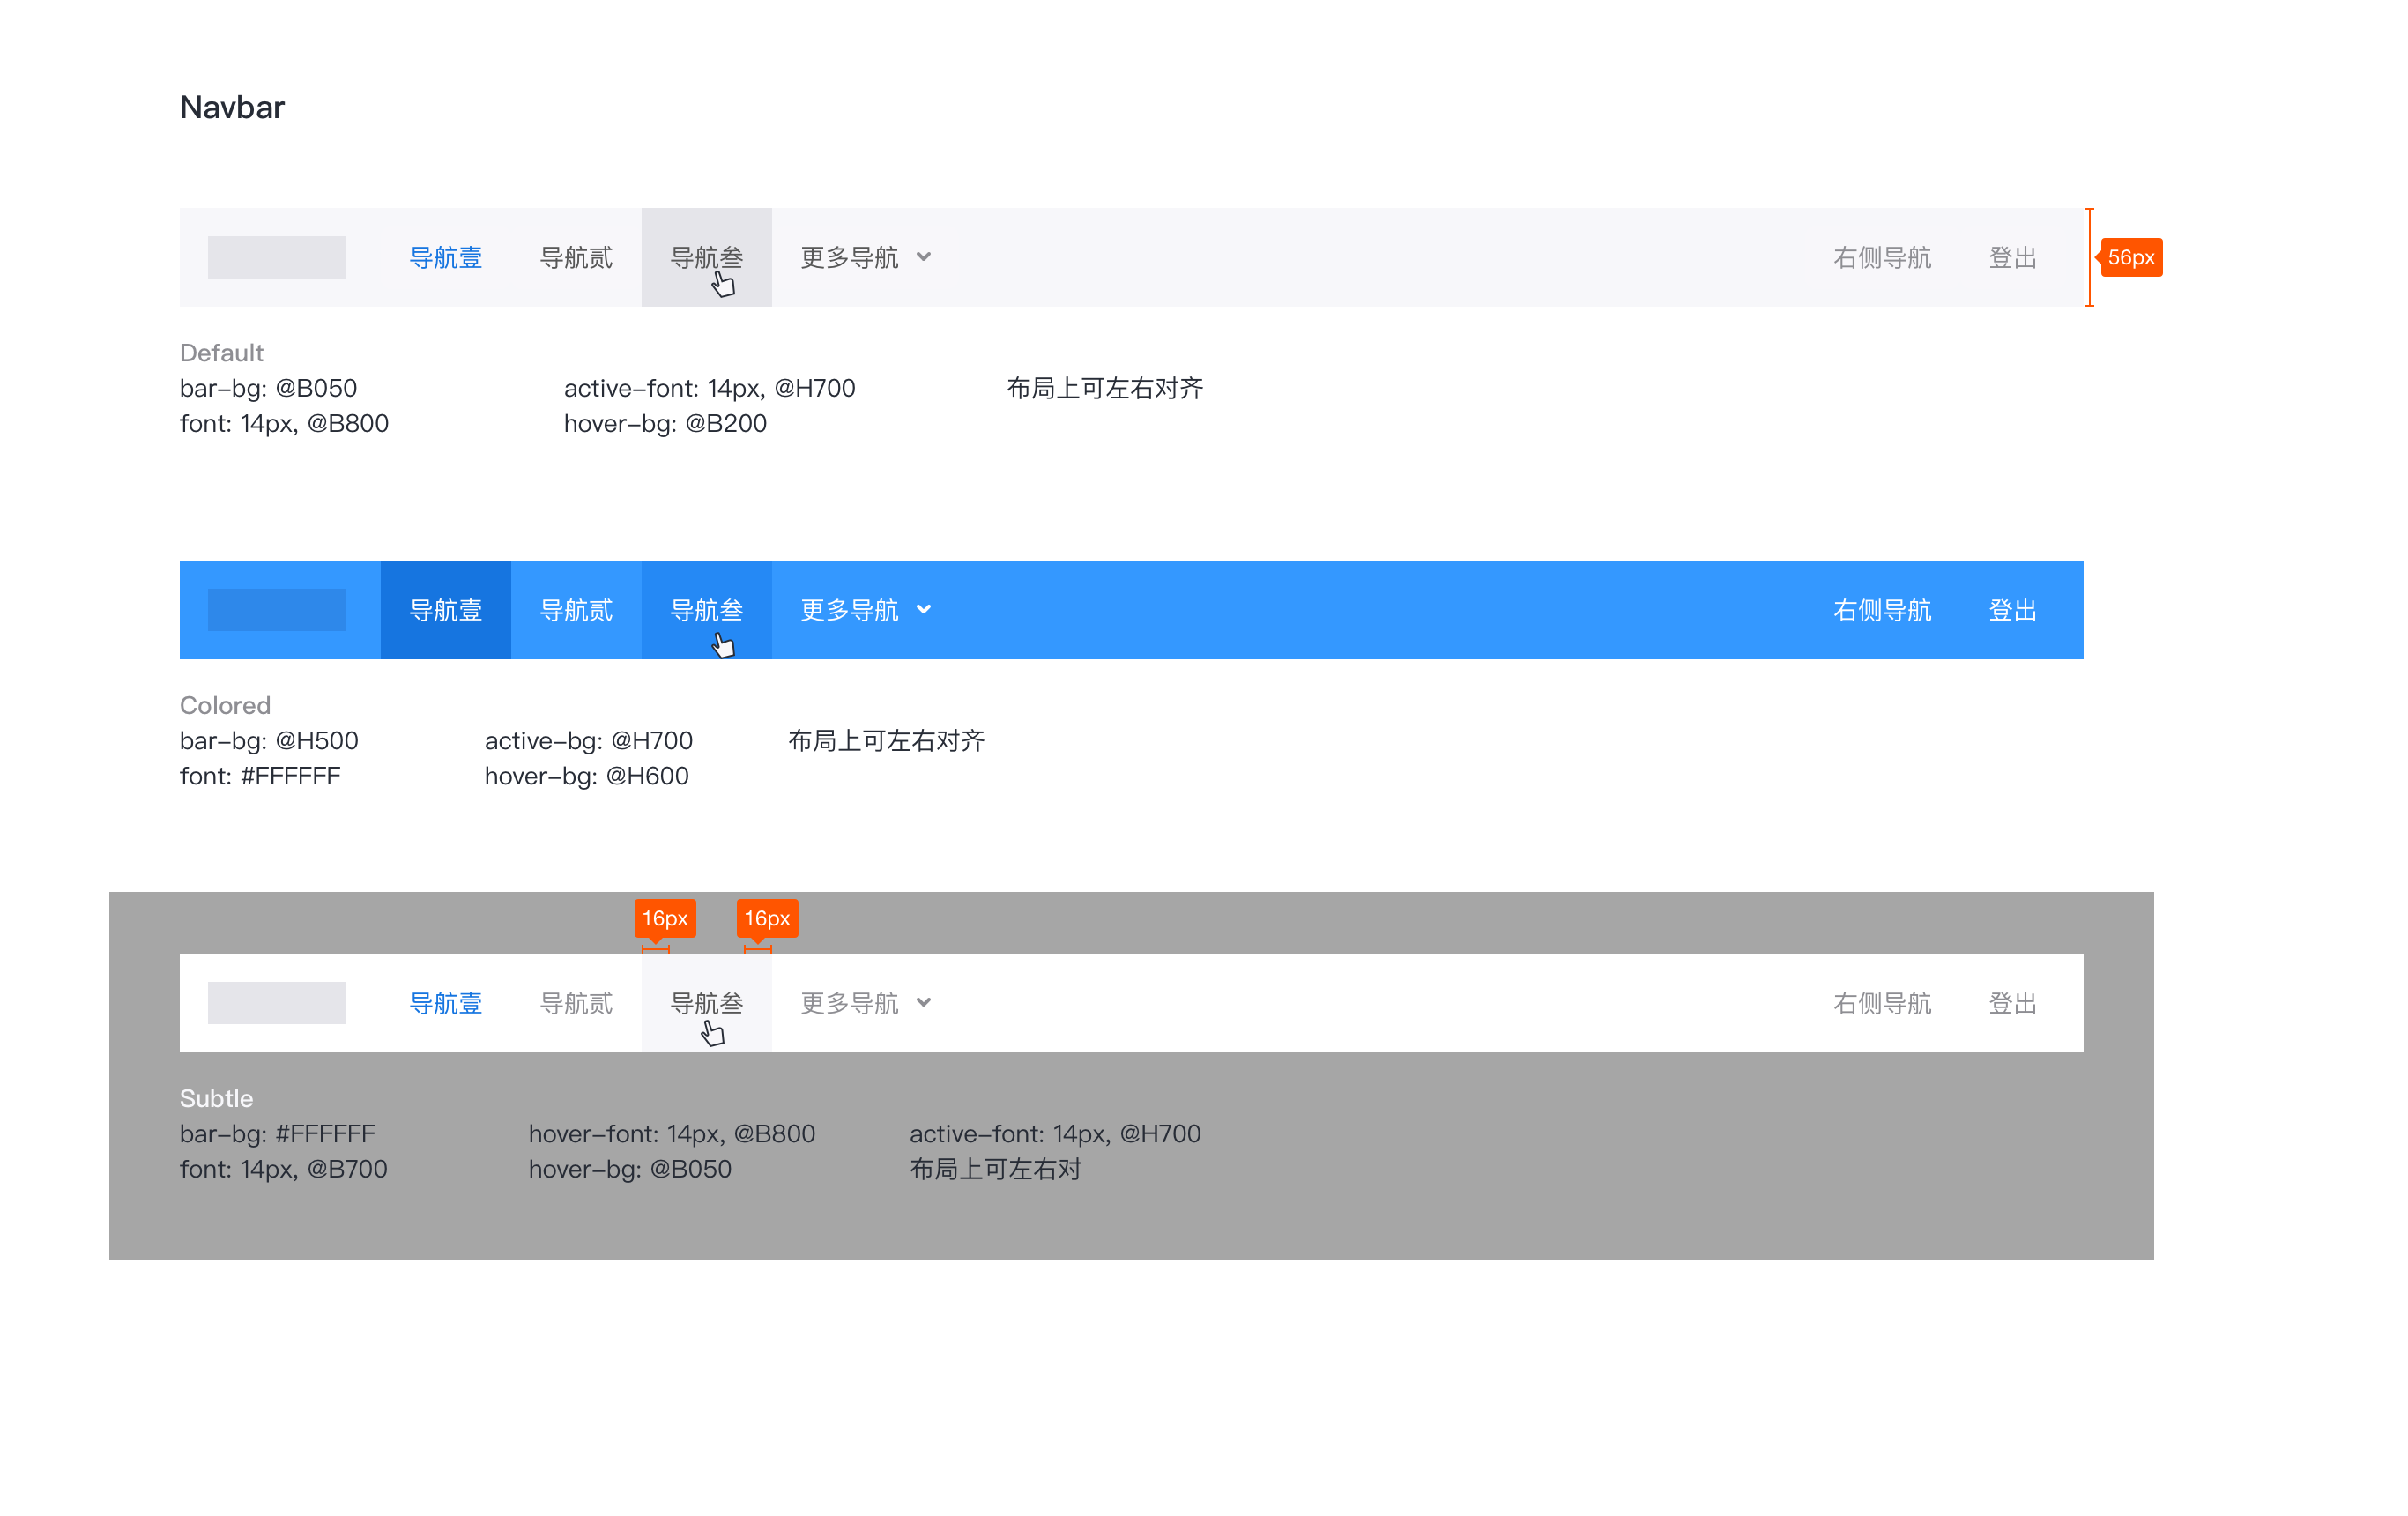 Navbar
导航壹 导航贰 导航叁 更多导航 右侧导航 登出 56px
Default
bar-bg: @B050 active-font: 14px, @H700 布局上可左右对齐
font: 14px, @B800 hover-bg: @B200
导航壹 导航贰 导航叁 更多导航 右侧导航 登出
Colored
bar-bg: @H500 active-bg: @H700 布局上可左右对齐
font: #FFFFFF hover-bg: @H600
16px 16px
导航壹 导航贰 导航叁 更多导航 右侧导航 登出
Subtle
bar-bg: #FFFFFF hover-font: 14px, @B800 active-font: 14px, @H700
font: 14px, @B700 hover-bg: @B050 布局上可左右对